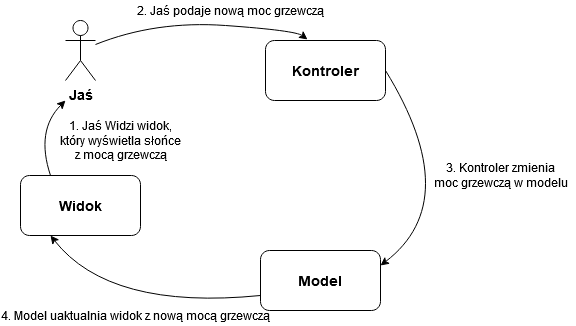 2. Jaś podaje nową moc grzewczą
Kontroler
Jaś
1. Jaś Widzi widok,
który wyświetla słońce
z mocą grzewczą
3. Kontroler zmienia
moc grzewczą w modelu
Widok
Model
4. Model uaktualnia widok z nową mocą grzewczą